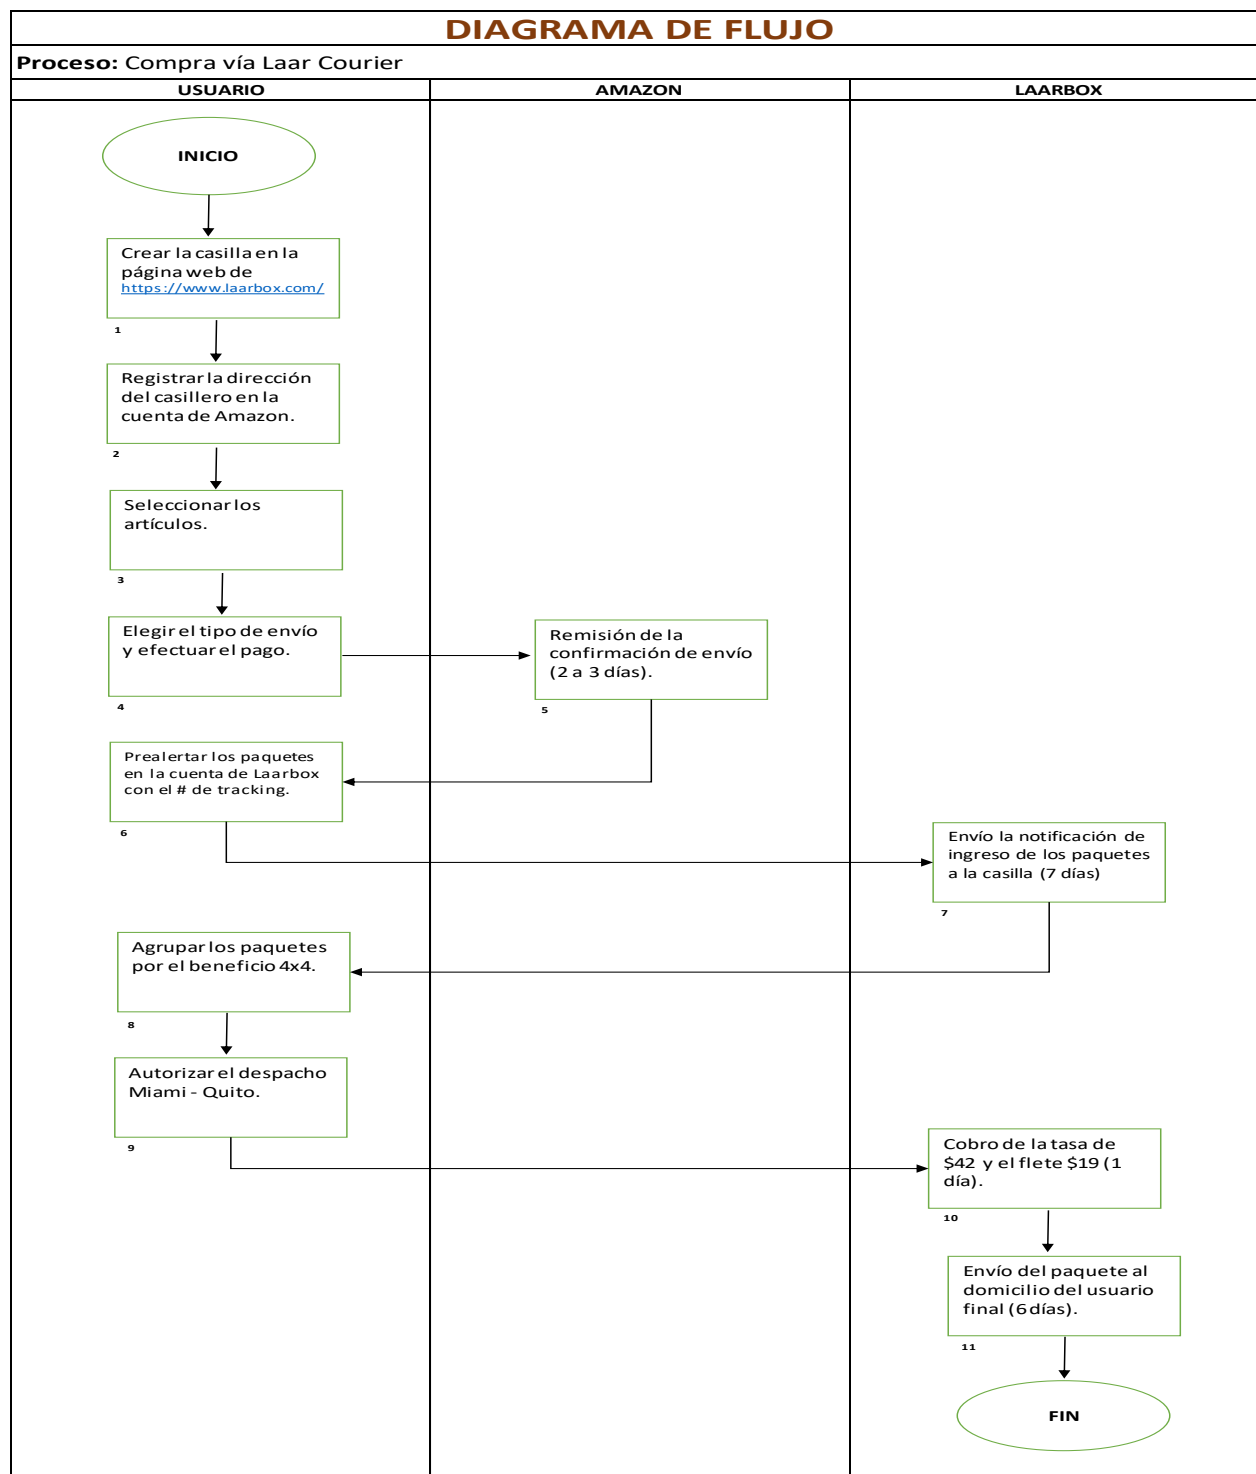 DIAGRAMA DE FLUJO
Proceso: Compra vía Laar Courier
USUARIO
AMAZON
LAARBOX
INICIO
Crear la casilla en la
página web de
https://www.laarbox.com/
1
Registrar la dirección
del casillero en la
cuenta de Amazon.
2
Seleccionar los
artículos.
3
Elegir el tipo de envío
y efectuar el pago.
4
Remisión de la
confirmación de envío
(2 a 3 días).
5
Prealertar los paquetes
en la cuenta de Laarbox
con el # de tracking.
6
Envío la notificación de
ingreso de los paquetes
a la casilla (7 días)
7
Agrupar los paquetes
por el beneficio 4x4.
8
Autorizar el despacho
Miami - Quito.
9
Cobro de la tasa de
$42 y el flete $19 (1
día).
10
Envío del paquete al
domicilio del usuario
final (6 días).
11
FIN